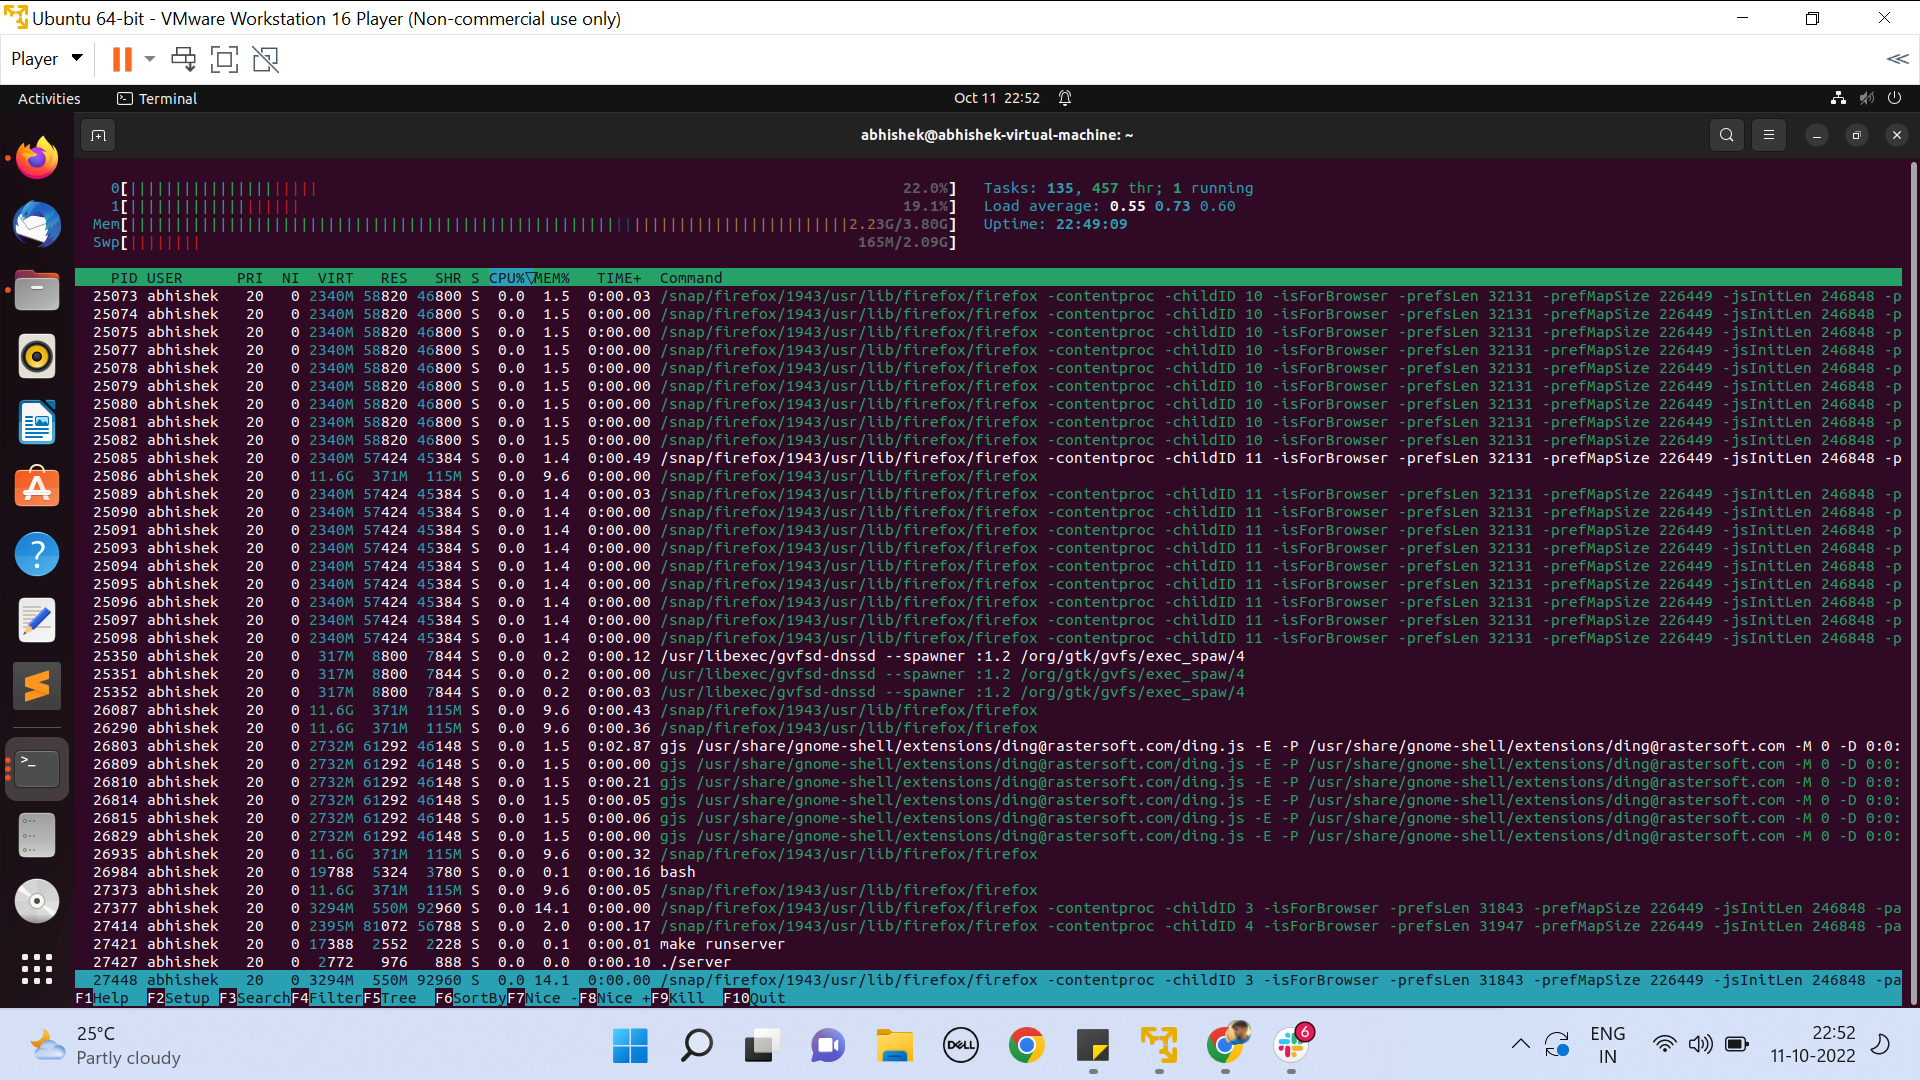 Ubuntu 64-bit - VMware Workstation 16 Player (Non-commercial use only)
Player
Activities Terminal Oct 11 22:52
abhishek@abhishek-virtual-machine: ~
0[||||||||||||||||||||| 22.0%] Tasks: 135, 457 thr; 1 running
1[||||||||||||||||||| 19.1%] Load average: 0.55 0.73 0.60
Mem[||||||||||||||||||||||||||||||||||||||||||||||||||||||||||||||||||||||||||||||||2.23G/3.80G] Uptime: 22:49:09
Swp[|||||||| 165M/2.09G]
PID USER PRI NI VIRT RES SHR S CPU%▽MEM% TIME+ Command
25073 abhishek 20 0 2340M 58820 46800 S 0.0 1.5 0:00.03 /snap/firefox/1943/usr/lib/firefox/firefox -contentproc -childID 10 -isForBrowser -prefsLen 32131 -prefMapSize 226449 -jsInitLen 246848 -p
25074 abhishek 20 0 2340M 58820 46800 S 0.0 1.5 0:00.00 /snap/firefox/1943/usr/lib/firefox/firefox -contentproc -childID 10 -isForBrowser -prefsLen 32131 -prefMapSize 226449 -jsInitLen 246848 -p
25075 abhishek 20 0 2340M 58820 46800 S 0.0 1.5 0:00.00 /snap/firefox/1943/usr/lib/firefox/firefox -contentproc -childID 10 -isForBrowser -prefsLen 32131 -prefMapSize 226449 -jsInitLen 246848 -p
25077 abhishek 20 0 2340M 58820 46800 S 0.0 1.5 0:00.00 /snap/firefox/1943/usr/lib/firefox/firefox -contentproc -childID 10 -isForBrowser -prefsLen 32131 -prefMapSize 226449 -jsInitLen 246848 -p
25078 abhishek 20 0 2340M 58820 46800 S 0.0 1.5 0:00.00 /snap/firefox/1943/usr/lib/firefox/firefox -contentproc -childID 10 -isForBrowser -prefsLen 32131 -prefMapSize 226449 -jsInitLen 246848 -p
25079 abhishek 20 0 2340M 58820 46800 S 0.0 1.5 0:00.00 /snap/firefox/1943/usr/lib/firefox/firefox -contentproc -childID 10 -isForBrowser -prefsLen 32131 -prefMapSize 226449 -jsInitLen 246848 -p
25080 abhishek 20 0 2340M 58820 46800 S 0.0 1.5 0:00.00 /snap/firefox/1943/usr/lib/firefox/firefox -contentproc -childID 10 -isForBrowser -prefsLen 32131 -prefMapSize 226449 -jsInitLen 246848 -p
25081 abhishek 20 0 2340M 58820 46800 S 0.0 1.5 0:00.00 /snap/firefox/1943/usr/lib/firefox/firefox -contentproc -childID 10 -isForBrowser -prefsLen 32131 -prefMapSize 226449 -jsInitLen 246848 -p
25082 abhishek 20 0 2340M 58820 46800 S 0.0 1.5 0:00.00 /snap/firefox/1943/usr/lib/firefox/firefox -contentproc -childID 10 -isForBrowser -prefsLen 32131 -prefMapSize 226449 -jsInitLen 246848 -p
25085 abhishek 20 0 2340M 57424 45384 S 0.0 1.4 0:00.49 /snap/firefox/1943/usr/lib/firefox/firefox -contentproc -childID 11 -isForBrowser -prefsLen 32131 -prefMapSize 226449 -jsInitLen 246848 -p
25086 abhishek 20 0 11.6G 371M 115M S 0.0 9.6 0:00.00 /snap/firefox/1943/usr/lib/firefox/firefox
25089 abhishek 20 0 2340M 57424 45384 S 0.0 1.4 0:00.03 /snap/firefox/1943/usr/lib/firefox/firefox -contentproc -childID 11 -isForBrowser -prefsLen 32131 -prefMapSize 226449 -jsInitLen 246848 -p
25090 abhishek 20 0 2340M 57424 45384 S 0.0 1.4 0:00.00 /snap/firefox/1943/usr/lib/firefox/firefox -contentproc -childID 11 -isForBrowser -prefsLen 32131 -prefMapSize 226449 -jsInitLen 246848 -p
25091 abhishek 20 0 2340M 57424 45384 S 0.0 1.4 0:00.00 /snap/firefox/1943/usr/lib/firefox/firefox -contentproc -childID 11 -isForBrowser -prefsLen 32131 -prefMapSize 226449 -jsInitLen 246848 -p
25093 abhishek 20 0 2340M 57424 45384 S 0.0 1.4 0:00.00 /snap/firefox/1943/usr/lib/firefox/firefox -contentproc -childID 11 -isForBrowser -prefsLen 32131 -prefMapSize 226449 -jsInitLen 246848 -p
25094 abhishek 20 0 2340M 57424 45384 S 0.0 1.4 0:00.00 /snap/firefox/1943/usr/lib/firefox/firefox -contentproc -childID 11 -isForBrowser -prefsLen 32131 -prefMapSize 226449 -jsInitLen 246848 -p
25095 abhishek 20 0 2340M 57424 45384 S 0.0 1.4 0:00.00 /snap/firefox/1943/usr/lib/firefox/firefox -contentproc -childID 11 -isForBrowser -prefsLen 32131 -prefMapSize 226449 -jsInitLen 246848 -p
25096 abhishek 20 0 2340M 57424 45384 S 0.0 1.4 0:00.00 /snap/firefox/1943/usr/lib/firefox/firefox -contentproc -childID 11 -isForBrowser -prefsLen 32131 -prefMapSize 226449 -jsInitLen 246848 -p
25097 abhishek 20 0 2340M 57424 45384 S 0.0 1.4 0:00.00 /snap/firefox/1943/usr/lib/firefox/firefox -contentproc -childID 11 -isForBrowser -prefsLen 32131 -prefMapSize 226449 -jsInitLen 246848 -p
25098 abhishek 20 0 2340M 57424 45384 S 0.0 1.4 0:00.00 /snap/firefox/1943/usr/lib/firefox/firefox -contentproc -childID 11 -isForBrowser -prefsLen 32131 -prefMapSize 226449 -jsInitLen 246848 -p
25350 abhishek 20 0 317M 8800 7844 S 0.0 0.2 0:00.12 /usr/libexec/gvfsd-dnssd --spawner :1.2 /org/gtk/gvfs/exec_spaw/4
25351 abhishek 20 0 317M 8800 7844 S 0.0 0.2 0:00.00 /usr/libexec/gvfsd-dnssd --spawner :1.2 /org/gtk/gvfs/exec_spaw/4
25352 abhishek 20 0 317M 8800 7844 S 0.0 0.2 0:00.03 /usr/libexec/gvfsd-dnssd --spawner :1.2 /org/gtk/gvfs/exec_spaw/4
26087 abhishek 20 0 11.6G 371M 115M S 0.0 9.6 0:00.43 /snap/firefox/1943/usr/lib/firefox/firefox
26290 abhishek 20 0 11.6G 371M 115M S 0.0 9.6 0:00.36 /snap/firefox/1943/usr/lib/firefox/firefox
26803 abhishek 20 0 2732M 61292 46148 S 0.0 1.5 0:02.87 gjs /usr/share/gnome-shell/extensions/ding@rastersoft.com/ding.js -E -P /usr/share/gnome-shell/extensions/ding@rastersoft.com -M 0 -D 0:0:
26809 abhishek 20 0 2732M 61292 46148 S 0.0 1.5 0:00.00 gjs /usr/share/gnome-shell/extensions/ding@rastersoft.com/ding.js -E -P /usr/share/gnome-shell/extensions/ding@rastersoft.com -M 0 -D 0:0:
26810 abhishek 20 0 2732M 61292 46148 S 0.0 1.5 0:00.21 gjs /usr/share/gnome-shell/extensions/ding@rastersoft.com/ding.js -E -P /usr/share/gnome-shell/extensions/ding@rastersoft.com -M 0 -D 0:0:
26814 abhishek 20 0 2732M 61292 46148 S 0.0 1.5 0:00.05 gjs /usr/share/gnome-shell/extensions/ding@rastersoft.com/ding.js -E -P /usr/share/gnome-shell/extensions/ding@rastersoft.com -M 0 -D 0:0:
26815 abhishek 20 0 2732M 61292 46148 S 0.0 1.5 0:00.06 gjs /usr/share/gnome-shell/extensions/ding@rastersoft.com/ding.js -E -P /usr/share/gnome-shell/extensions/ding@rastersoft.com -M 0 -D 0:0:
26829 abhishek 20 0 2732M 61292 46148 S 0.0 1.5 0:00.00 gjs /usr/share/gnome-shell/extensions/ding@rastersoft.com/ding.js -E -P /usr/share/gnome-shell/extensions/ding@rastersoft.com -M 0 -D 0:0:
26935 abhishek 20 0 11.6G 371M 115M S 0.0 9.6 0:00.32 /snap/firefox/1943/usr/lib/firefox/firefox
26984 abhishek 20 0 19788 5324 3780 S 0.0 0.1 0:00.16 bash
27373 abhishek 20 0 11.6G 371M 115M S 0.0 9.6 0:00.05 /snap/firefox/1943/usr/lib/firefox/firefox
27377 abhishek 20 0 3294M 550M 92960 S 0.0 14.1 0:00.00 /snap/firefox/1943/usr/lib/firefox/firefox -contentproc -childID 3 -isForBrowser -prefsLen 31843 -prefMapSize 226449 -jsInitLen 246848 -pa
27414 abhishek 20 0 2395M 81072 56788 S 0.0 2.0 0:00.17 /snap/firefox/1943/usr/lib/firefox/firefox -contentproc -childID 4 -isForBrowser -prefsLen 31947 -prefMapSize 226449 -jsInitLen 246848 -pa
27421 abhishek 20 0 17388 2552 2228 S 0.0 0.1 0:00.01 make runserver
27427 abhishek 20 0 2772 976 888 S 0.0 0.0 0:00.10 ./server
27448 abhishek 20 0 3294M 550M 92960 S 0.0 14.1 0:00.00 /snap/firefox/1943/usr/lib/firefox/firefox -contentproc -childID 3 -isForBrowser -prefsLen 31843 -prefMapSize 226449 -jsInitLen 246848 -pa
F1Help F2Setup F3SearchF4FilterF5Tree F6SortByF7Nice -F8Nice +F9Kill F10Quit
25°C
Partly cloudy
DELL
6
ENG
IN
22:52
11-10-2022